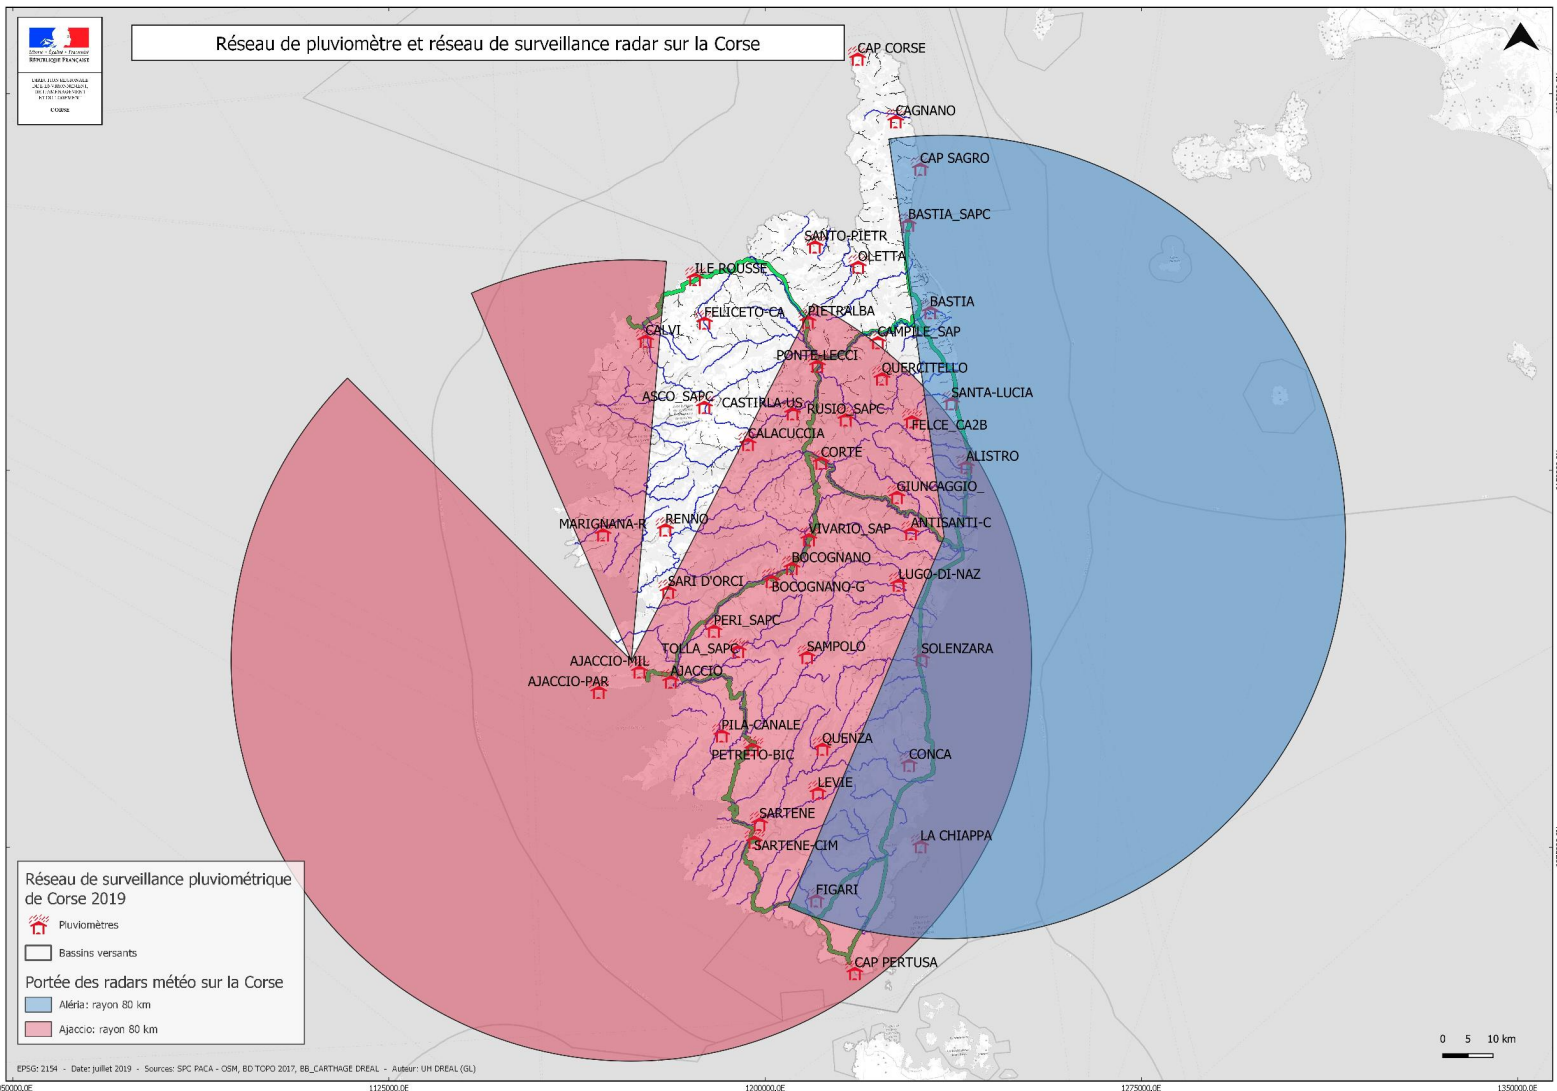 Réseau de pluviomètre et réseau de surveillance radar sur la Corse
Liberté • Égalité • Fraternité
RÉPUBLIQUE FRANÇAISE
CORSE
CAP CORSE
CAGNANO
CAP SAGRO
BASTIA_SAPC
SANTO-PIETR
OLETTA
ILE ROUSSE
BASTIA
FELICETO-CA
PIETRALBA
CALVI
CAMPILE_SAP
PONTE-LECCI
QUERCITELLO
ASCO_SAPC
CASTIRLA-US
RUSIO_SAPC
SANTA-LUCIA
FELCE_CA2B
CALACUCCIA
CORTE
ALISTRO
GIUNCAGGIO_
MARIGNANA-R
RENNO
VIVARIO_SAP
ANTISANTI-C
BOCOGNANO
SARI D'ORCI
BOCOGNANO-G
LUGO-DI-NAZ
PERI_SAPC
TOLLA_SAPC
SAMPOLO
SOLENZARA
AJACCIO-MIL
AJACCIO
AJACCIO-PAR
PILA-CANALE
PETRETO-BIC
QUENZA
CONCA
LEVIE
SARTENE
SARTENE-CIM
LA CHIAPPA
FIGARI
CAP PERTUSA
Réseau de surveillance pluviométrique
de Corse 2019
Pluviomètres
Bassins versants
Portée des radars météo sur la Corse
Aléria: rayon 80 km
Ajaccio: rayon 80 km
0 5 10 km
EPSG: 2154 - Date: juillet 2019 - Sources: SPC PACA - OSM, BD TOPO 2017, BB_CARTHAGE DREAL - Auteur: UH DREAL (GL)
1125000.0E
1200000.0E
1275000.0E
1350000.0E